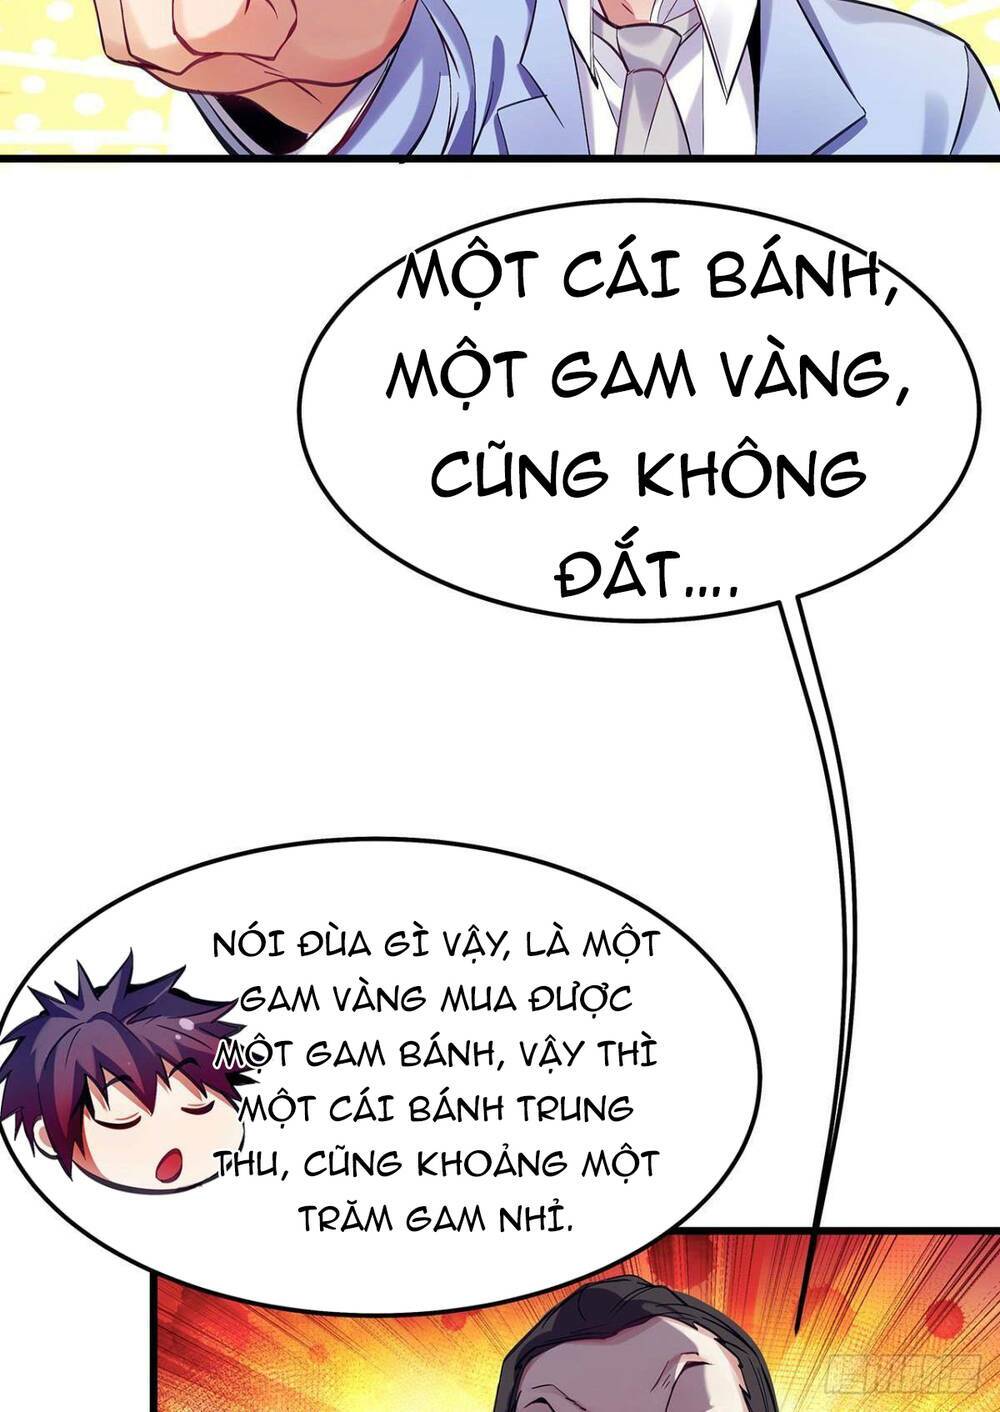 MỘT CÁI BÁNH,
MỘT GAM VÀNG,
CŨNG KHÔNG
ĐẮT....
NÓI ĐÙA GÌ VẬY, LÀ MỘT
GAM VÀNG MUA ĐƯỢC
MỘT GAM BÁNH, VẬY THÌ
MỘT CÁI BÁNH TRUNG
THU, CŨNG KHOẢNG MỘT
TRĂM GAM NHỈ.